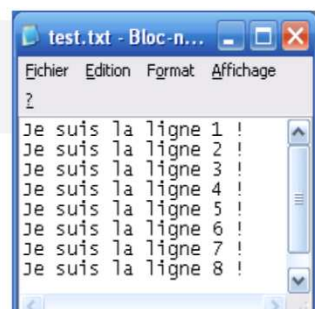 test.txt - Bloc-n...
Fichier Edition Format Affichage
?
Je suis la ligne 1 !
Je suis la ligne 2 !
Je suis la ligne 3 !
Je suis la ligne 4 !
Je suis la ligne 5 !
Je suis la ligne 6 !
Je suis la ligne 7 !
Je suis la ligne 8 !